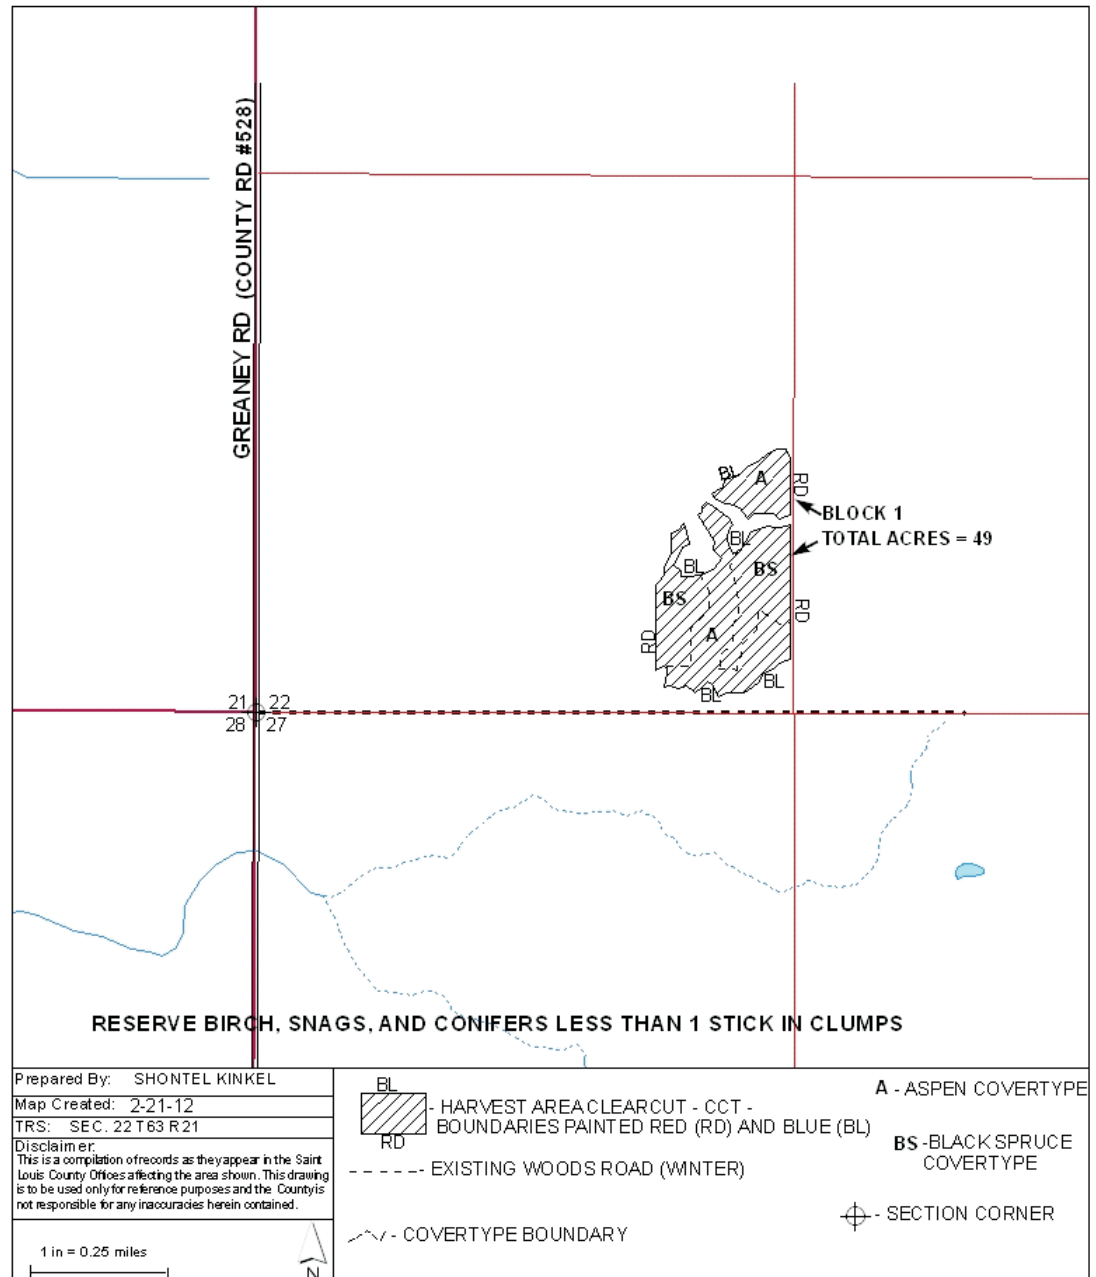 GREANEY RD (COUNTY RD #528)
BL
A
RD
BLOCK 1
BL
TOTAL ACRES = 49
BL
BS
BS
RD
A
RD
BL
BL
21 22
28 27
RESERVE BIRCH, SNAGS, AND CONIFERS LESS THAN 1 STICK IN CLUMPS
Prepared By: SHONTEL KINKEL
Map Created: 2-21-12
TRS: SEC. 22 T63 R21
Disclaimer:
This is a compilation of records as they appear in the Saint
Louis County Offices affecting the area shown. This drawing
is to be used only for reference purposes and the County is
not responsible for any inaccuracies herein contained.
1 in = 0.25 miles
N
BL
- HARVEST AREA CLEARCUT - CCT -
BOUNDARIES PAINTED RED (RD) AND BLUE (BL)
RD
- EXISTING WOODS ROAD (WINTER)
- COVERTYPE BOUNDARY
A - ASPEN COVERTYPE
BS -BLACK SPRUCE
COVERTYPE
- SECTION CORNER